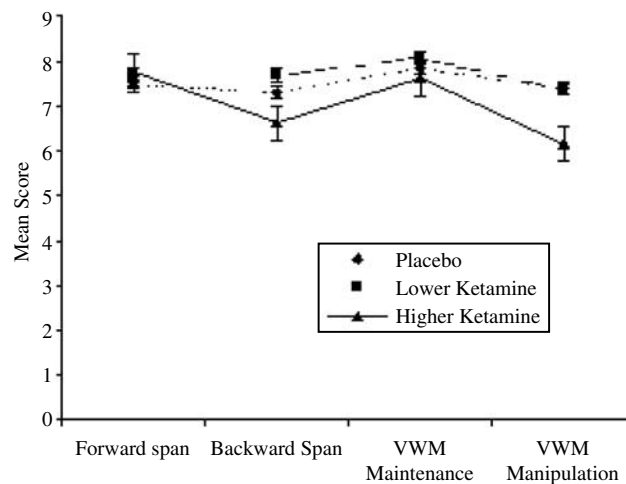 9
8
7
6
5
4
3
2
1
0
Mean Score
Placebo
Lower Ketamine
Higher Ketamine
Forward span
Backward Span
VWM
Maintenance
VWM
Manipulation